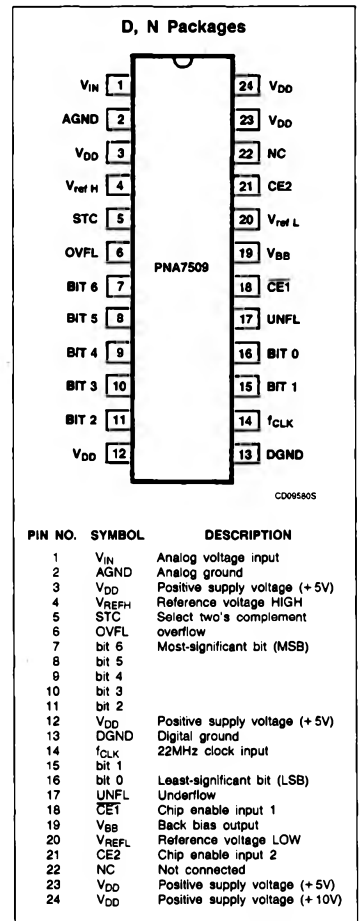 D, N Packages
VIN 1
AGND 2
VDD 3
Vref H 4
STC 5
OVFL 6
BIT 6 7
BIT 5 8
BIT 4 9
BIT 3 10
BIT 2 11
VDD 12
PNA7509
24 VDD
23 VDD
22 NC
21 CE2
20 Vref L
19 VBB
18 CE1
17 UNFL
16 BIT 0
15 BIT 1
14 fCLK
13 DGND
CD09580S
PIN NO. SYMBOL DESCRIPTION
1 VIN Analog voltage input
2 AGND Analog ground
3 VDD Positive supply voltage (+5V)
4 VREFH Reference voltage HIGH
5 STC Select two's complement
6 OVFL overflow
7 bit 6 Most-significant bit (MSB)
8 bit 5
9 bit 4
10 bit 3
11 bit 2
12 VDD Positive supply voltage (+5V)
13 DGND Digital ground
14 fCLK 22MHz clock input
15 bit 1
16 bit 0 Least-significant bit (LSB)
17 UNFL Underflow
18 CE1 Chip enable input 1
19 VBB Back bias output
20 VREFL Reference voltage LOW
21 CE2 Chip enable input 2
22 NC Not connected
23 VDD Positive supply voltage (+5V)
24 VDD Positive supply voltage (+10V)